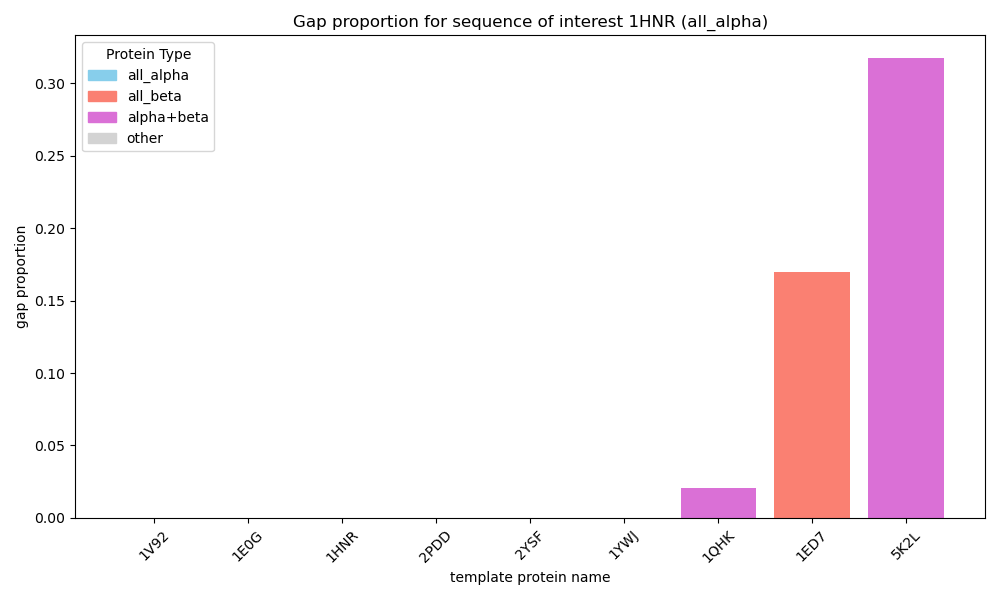 Gap proportion for sequence of interest 1HNR (all_alpha)
Protein Type
all_alpha
all_beta
alpha+beta
other
gap proportion
0.30
0.25
0.20
0.15
0.10
0.05
0.00
1V92
1E0G
1HNR
2PDD
2YSF
1YWJ
1QHK
1ED7
5K2L
template protein name